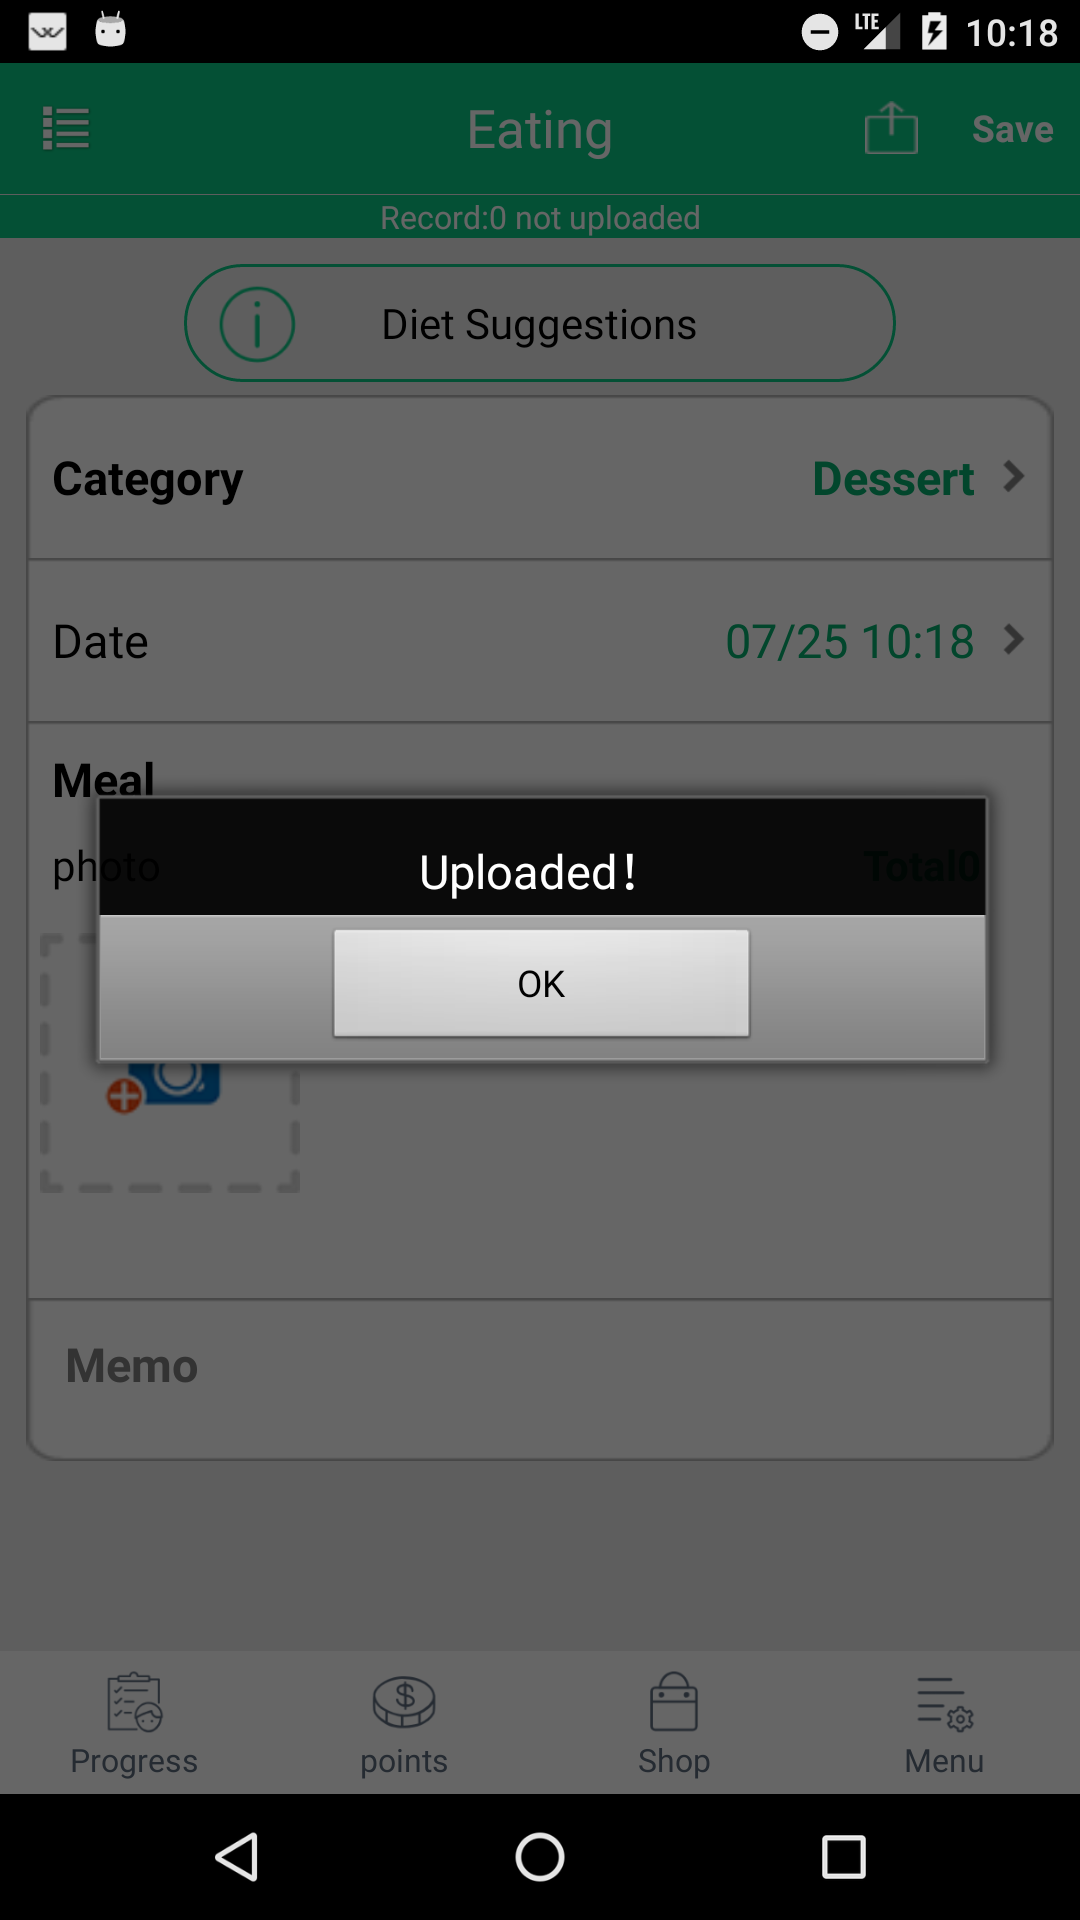 LTE 10:18
Eating
Save
Record:0 not uploaded
Diet Suggestions
Category
Dessert
Date
07/25 10:18
Meal
photo
Total0
Uploaded!
OK
Memo
Progress
points
Shop
Menu